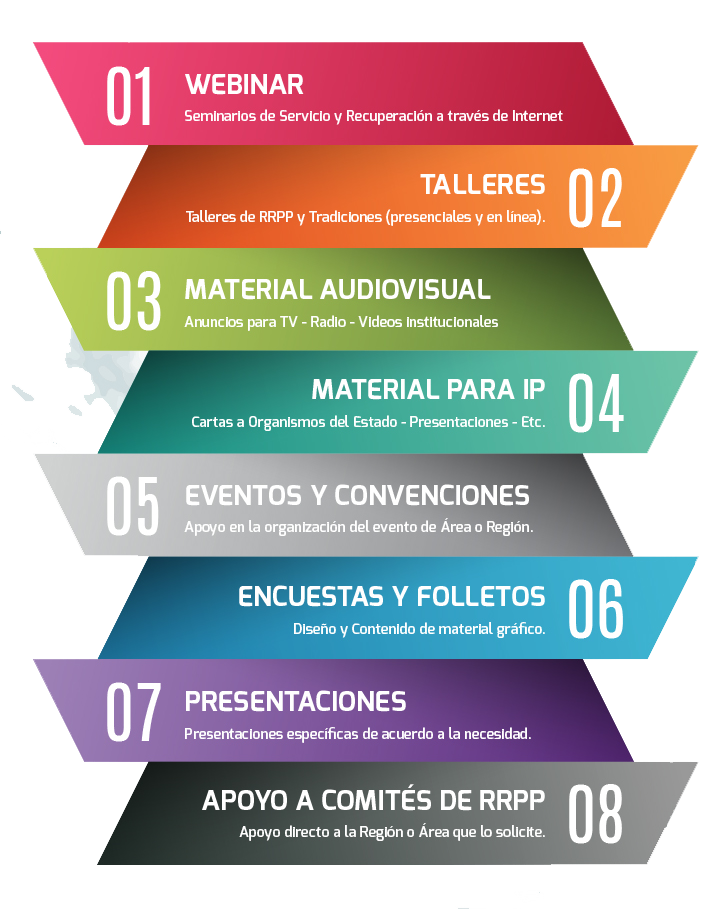 01
WEBINAR
Seminarios de Servicio y Recuperación a través de Internet
TALLERES
02
Talleres de RRPP y Tradiciones (presenciales y en línea).
03
MATERIAL AUDIOVISUAL
Anuncios para TV - Radio - Videos institucionales
MATERIAL PARA IP
04
Cartas a Organismos del Estado - Presentaciones - Etc.
05
EVENTOS Y CONVENCIONES
Apoyo en la organización del evento de Área o Región.
ENCUESTAS Y FOLLETOS
06
Diseño y Contenido de material gráfico.
07
PRESENTACIONES
Presentaciones específicas de acuerdo a la necesidad.
APOYO A COMITÉS DE RRPP
08
Apoyo directo a la Región o Área que lo solicite.